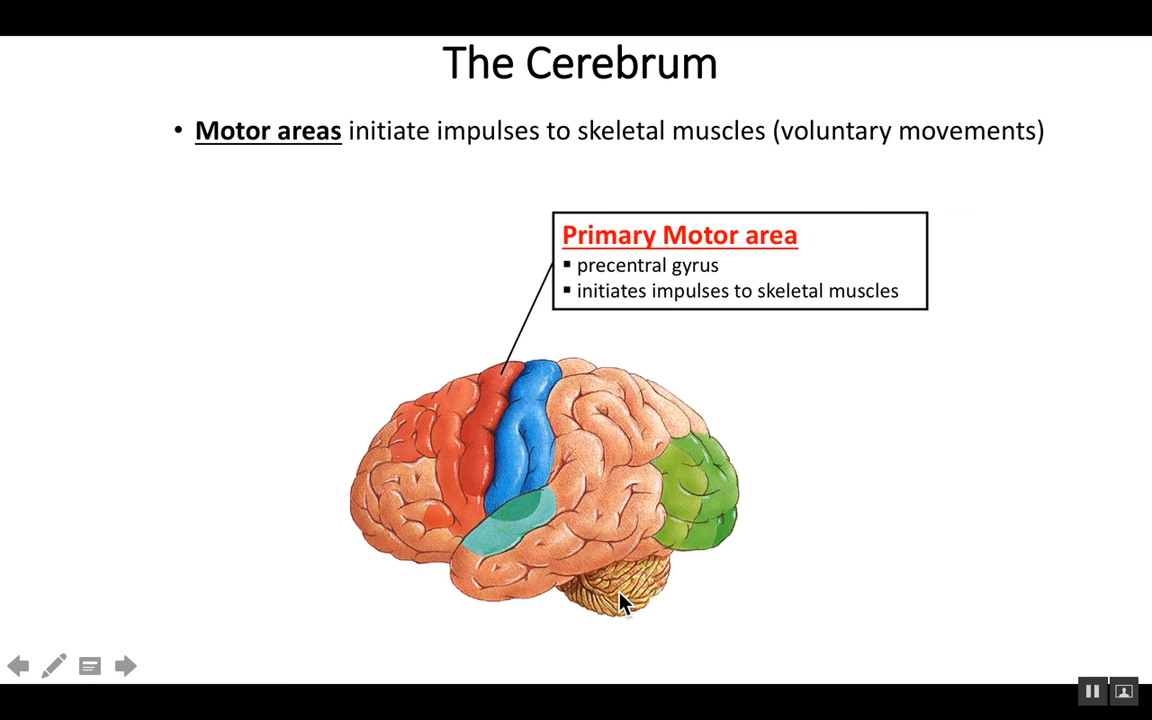 The Cerebrum
• Motor areas initiate impulses to skeletal muscles (voluntary movements)
Primary Motor area
▪ precentral gyrus
▪ initiates impulses to skeletal muscles